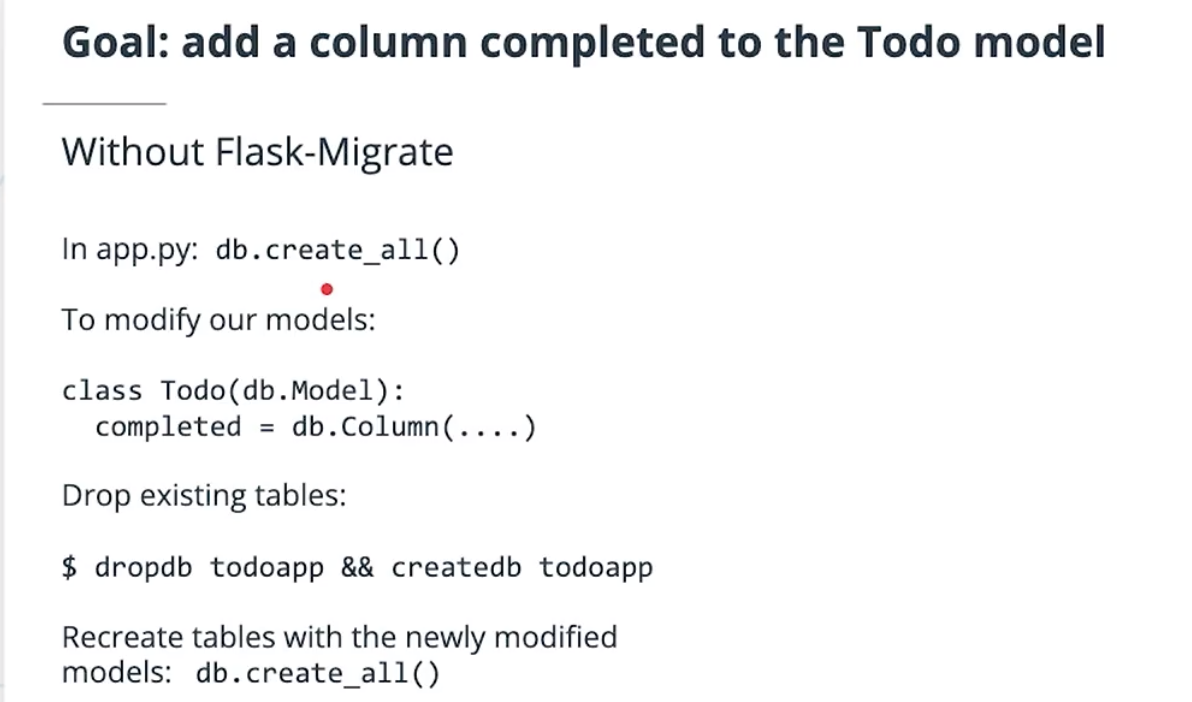 Goal: add a column completed to the Todo model
Without Flask-Migrate
In app.py: db.create_all()
To modify our models:
class Todo(db.Model):
  completed = db.Column(....)
Drop existing tables:
$ dropdb todoapp && createdb todoapp
Recreate tables with the newly modified
models: db.create_all()